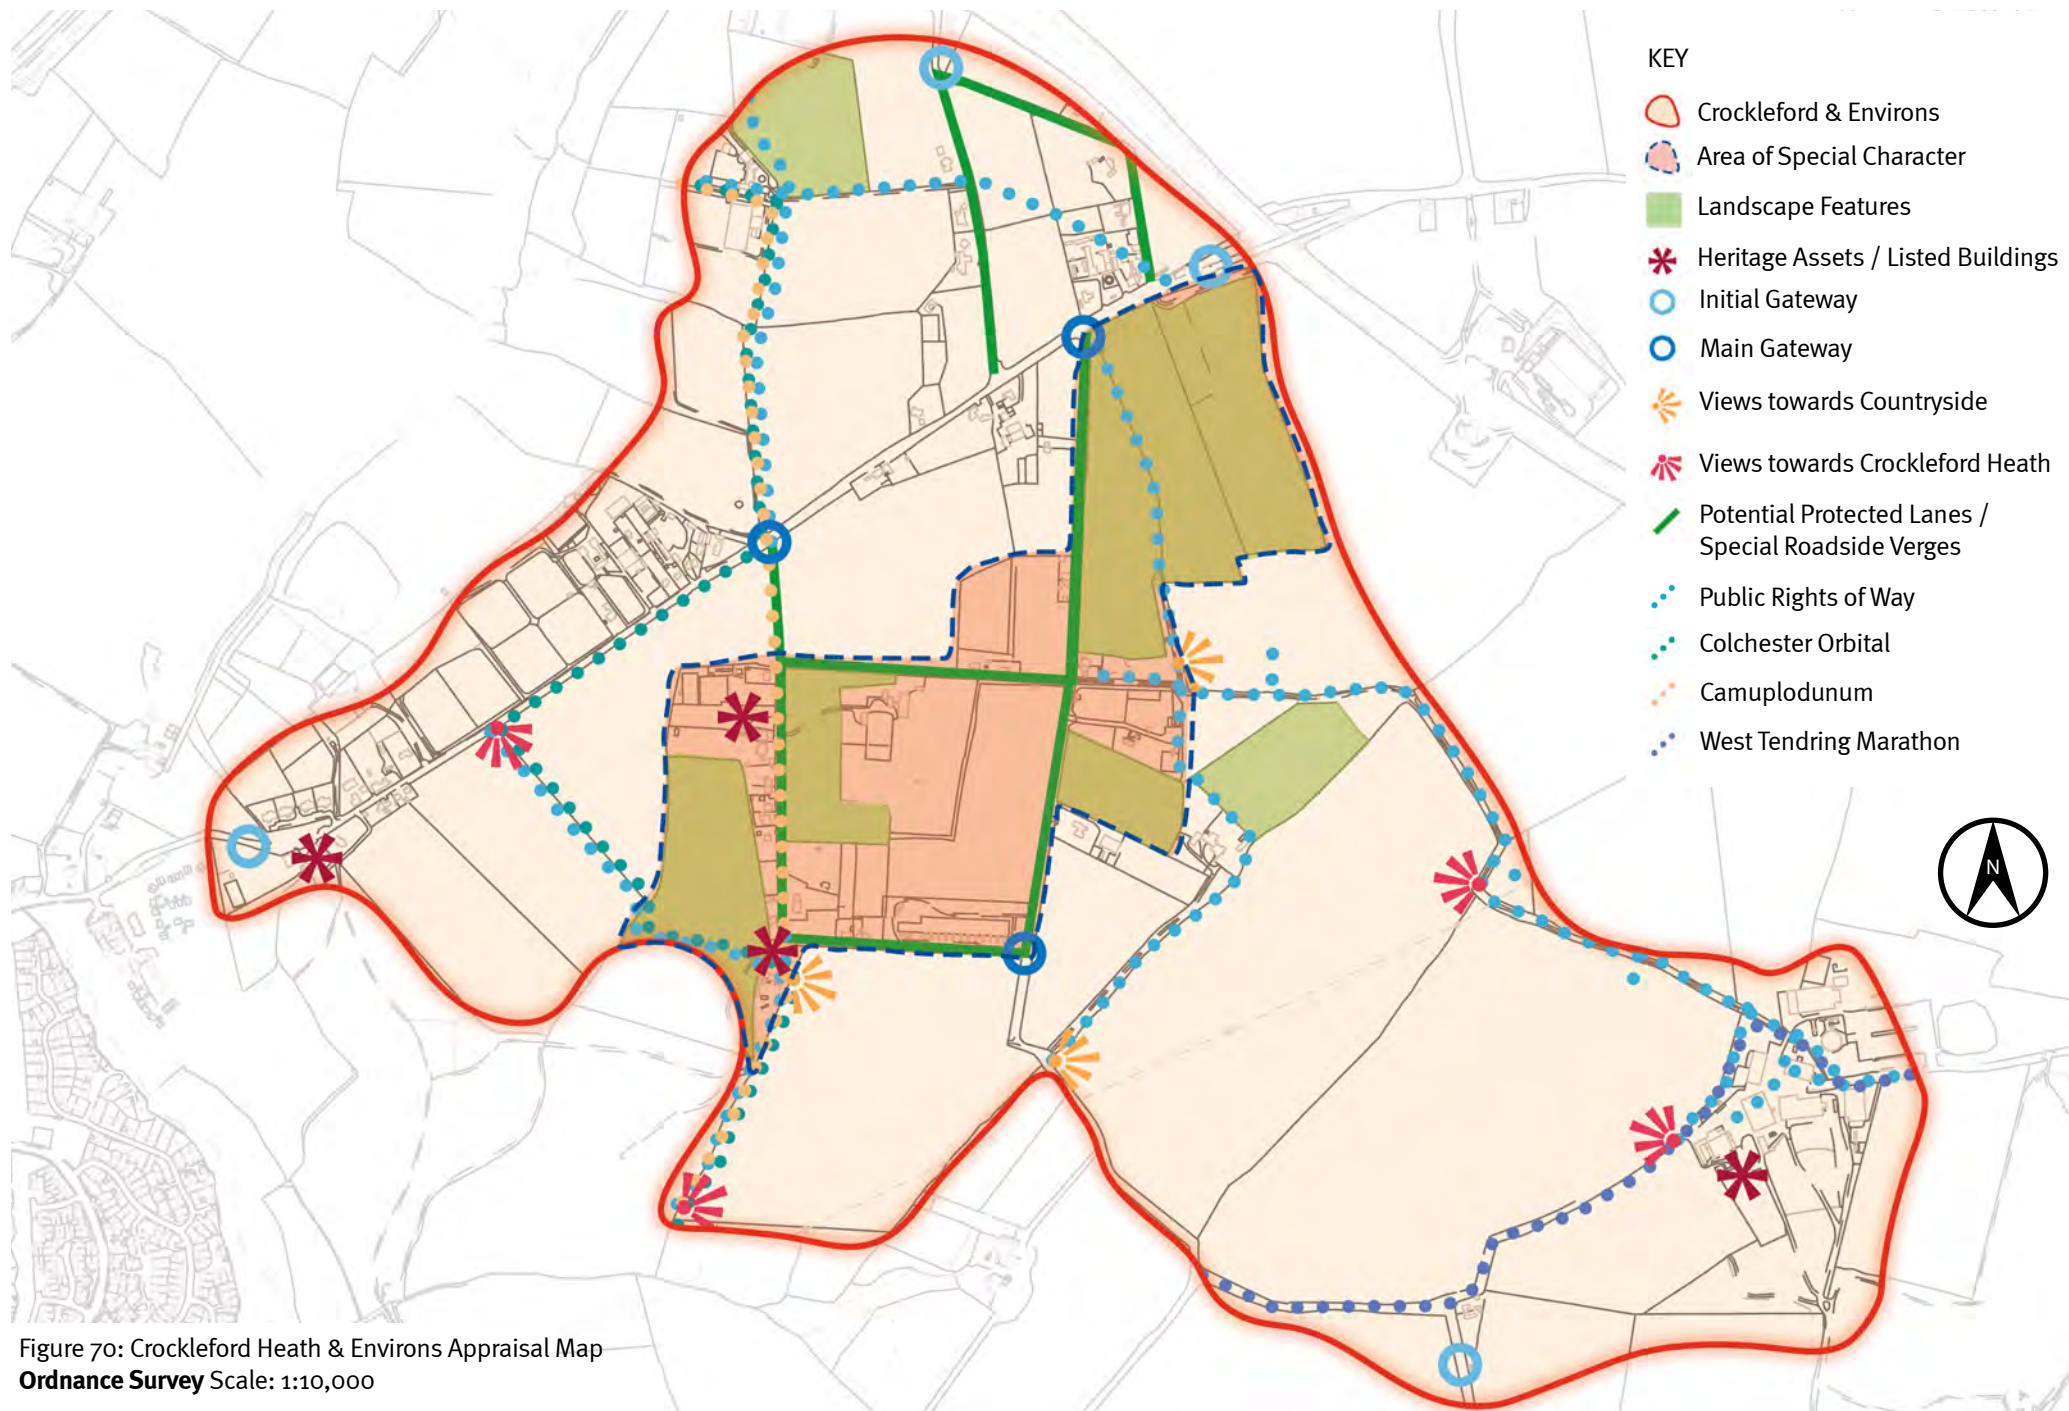 KEY
Crockleford & Environs
Area of Special Character
Landscape Features
Heritage Assets / Listed Buildings
Initial Gateway
Main Gateway
Views towards Countryside
Views towards Crockleford Heath
Potential Protected Lanes /
Special Roadside Verges
Public Rights of Way
Colchester Orbital
Camuplodunum
West Tendring Marathon
N
Figure 70: Crockleford Heath & Environs Appraisal Map
Ordnance Survey Scale: 1:10,000